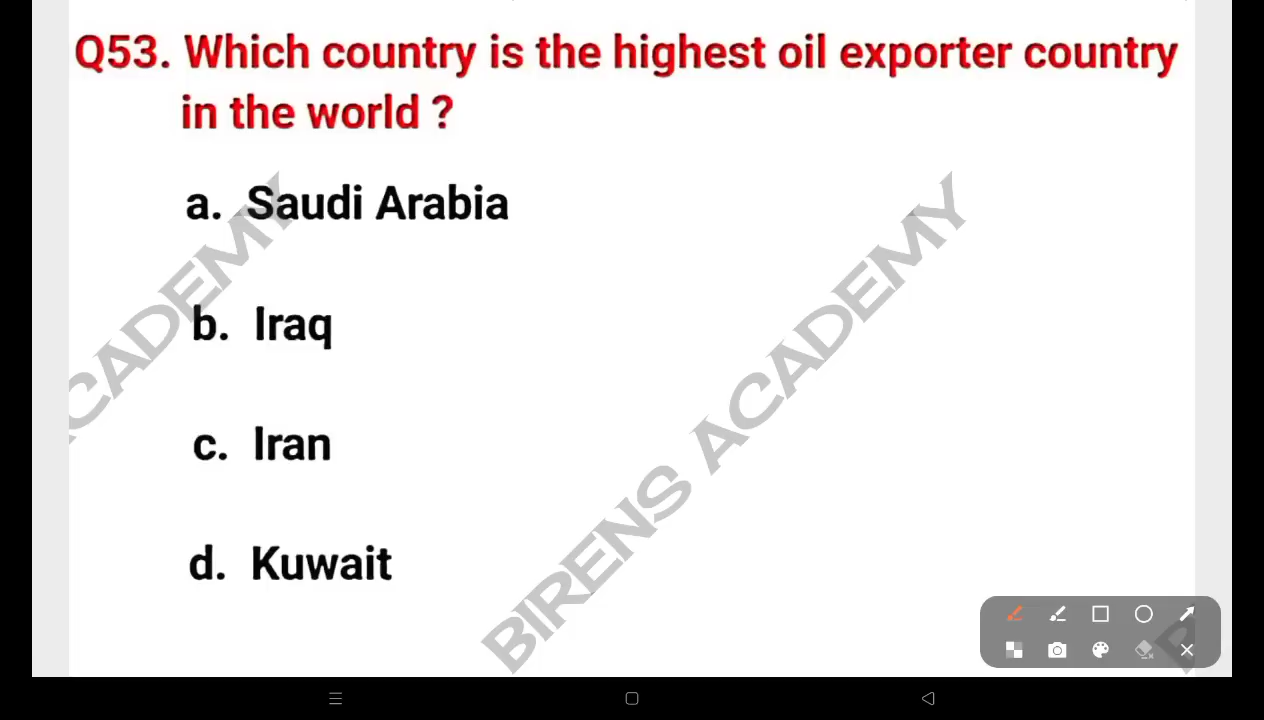 Q53. Which country is the highest oil exporter country
in the world ?
a. Saudi Arabia
b. Iraq
c. Iran
d. Kuwait
CADEMY
BIRENS ACADEMY